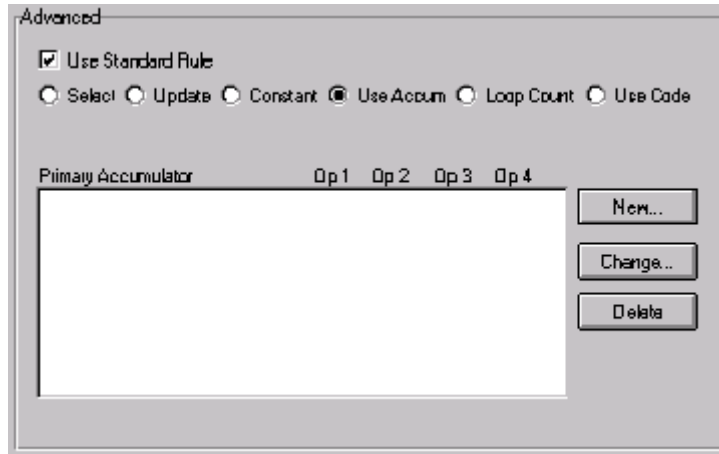 Advanced
Use Standard Rule
Select Update Constant Use Accum Loop Count Use Code
Primary Accumulator Op 1 Op 2 Op 3 Op 4
New...
Change...
Delete